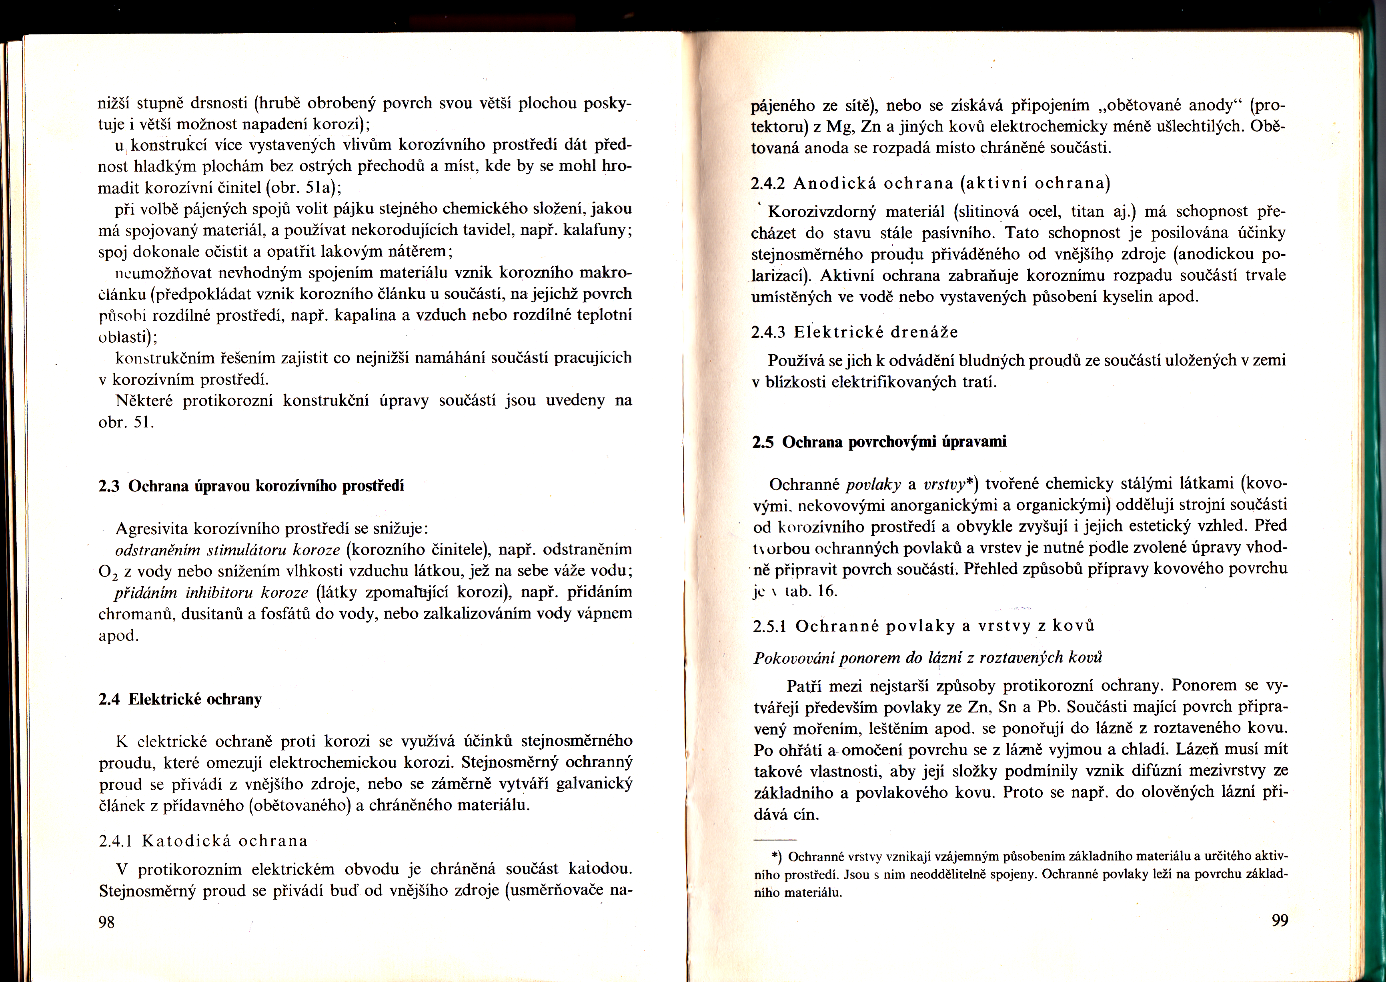 nižší stupně drsnosti (hrubě obrobený povrch svou větší plochou posky-
tuje i větší možnost napadení korozí);
u konstrukcí více vystavených vlivům korozívního prostředí dát před-
nost hladkým plochám bez ostrých přechodů a míst, kde by se mohl hro-
madit korozívní činitel (obr. 51a);
při volbě pájených spojů volit pájku stejného chemického složení, jakou
má spojovaný materiál, a používat nekorodujících tavidel, např. kalafuny;
spoj dokonale očistit a opatřit lakovým nátěrem;
neumožňovat nevhodným spojením materiálu vznik korozního makro-
článku (předpokládat vznik korozního článku u součástí, na jejichž povrch
působí rozdílné prostředí, např. kapalina a vzduch nebo rozdílné teplotní
oblasti);
konstrukčním řešením zajistit co nejnižší namáhání součástí pracujících
v korozívním prostředí.
Některé protikorozní konstrukční úpravy součástí jsou uvedeny na
obr. 51.
2.3 Ochrana úpravou korozívního prostředí
Agresivita korozívního prostředí se snižuje:
odstraněním stimulátoru koroze (korozního činitele), např. odstraněním
O₂ z vody nebo snížením vlhkosti vzduchu látkou, jež na sebe váže vodu;
přidáním inhibitoru koroze (látky zpomalující korozi), např. přidáním
chromanů, dusitanů a fosfátů do vody, nebo zalkalizováním vody vápnem
apod.
2.4 Elektrické ochrany
K elektrické ochraně proti korozi se využívá účinků stejnosměrného
proudu, které omezují elektrochemickou korozi. Stejnosměrný ochranný
proud se přivádí z vnějšího zdroje, nebo se záměrně vytváří galvanický
článek z přídavného (obětovaného) a chráněného materiálu.
2.4.1 Katodická ochrana
V protikorozním elektrickém obvodu je chráněná součást katodou.
Stejnosměrný proud se přivádí buď od vnějšího zdroje (usměrňovače na-
98
pájeného ze sítě), nebo se získává připojením „obětované anody“ (pro-
tektoru) z Mg, Zn a jiných kovů elektrochemicky méně ušlechtilých. Obě-
tovaná anoda se rozpadá místo chráněné součásti.
2.4.2 Anodická ochrana (aktivní ochrana)
Korozivzdorný materiál (slitinová ocel, titan aj.) má schopnost pře-
cházet do stavu stále pasívního. Tato schopnost je posilována účinky
stejnosměrného proudu přiváděného od vnějšího zdroje (anodickou po-
larizací). Aktivní ochrana zabraňuje koroznímu rozpadu součástí trvale
umístěných ve vodě nebo vystavených působení kyselin apod.
2.4.3 Elektrické drenáže
Používá se jich k odvádění bludných proudů ze součástí uložených v zemi
v blízkosti elektrifikovaných tratí.
2.5 Ochrana povrchovými úpravami
Ochranné povlaky a vrstvy*) tvořené chemicky stálými látkami (kovo-
vými, nekovovými anorganickými a organickými) oddělují strojní součásti
od korozívního prostředí a obvykle zvyšují i jejich estetický vzhled. Před
tvorbou ochranných povlaků a vrstev je nutné podle zvolené úpravy vhod-
ně připravit povrch součástí. Přehled způsobů přípravy kovového povrchu
je v tab. 16.
2.5.1 Ochranné povlaky a vrstvy z kovů
Pokovování ponorem do lázní z roztavených kovů
Patří mezi nejstarší způsoby protikorozní ochrany. Ponorem se vy-
tvářejí především povlaky ze Zn, Sn a Pb. Součásti mající povrch připra-
vený mořením, leštěním apod. se ponořují do lázně z roztaveného kovu.
Po ohřátí a omočení povrchu se z lázně vyjmou a chladí. Lázeň musí mít
takové vlastnosti, aby její složky podmínily vznik difúzní mezivrstvy ze
základního a povlakového kovu. Proto se např. do olověných lázní při-
dává cín.
*) Ochranné vrstvy vznikají vzájemným působením základního materiálu a určitého aktiv-
ního prostředí. Jsou s ním neoddělitelně spojeny. Ochranné povlaky leží na povrchu základ-
ního materiálu.
99